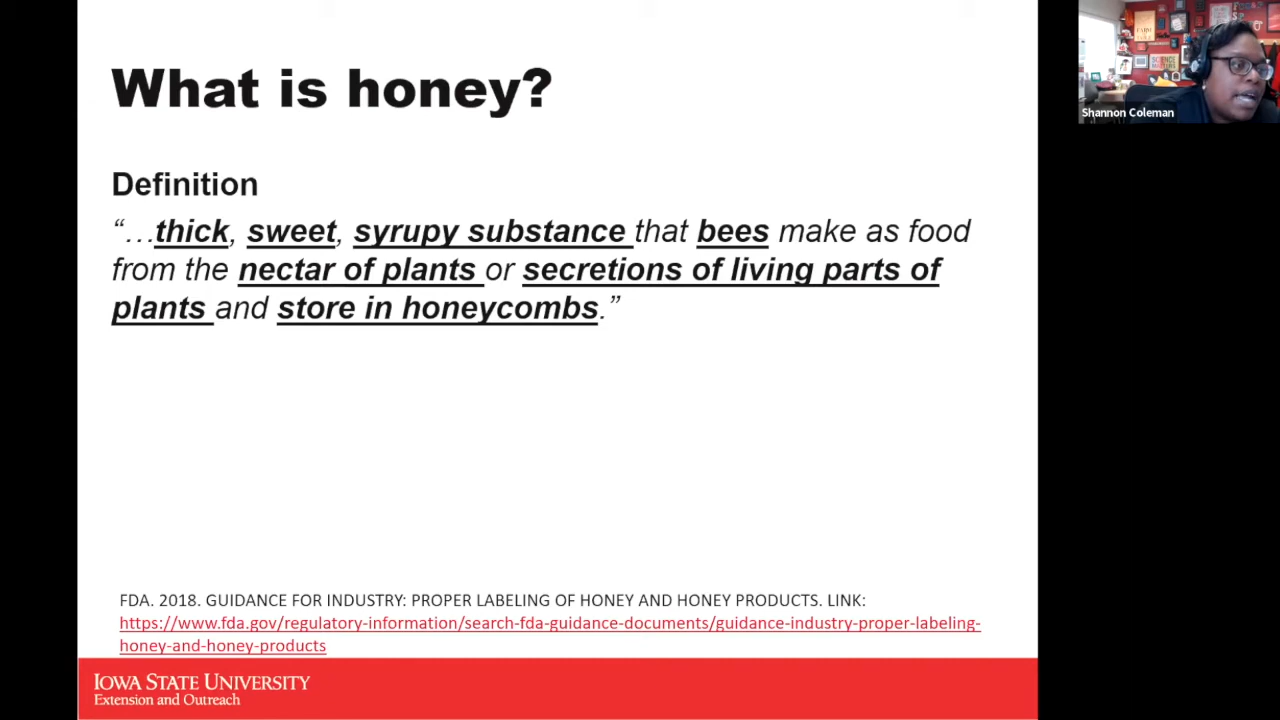 What is honey?
Definition
“…thick, sweet, syrupy substance that bees make as food
from the nectar of plants or secretions of living parts of
plants and store in honeycombs.”
FDA. 2018. GUIDANCE FOR INDUSTRY: PROPER LABELING OF HONEY AND HONEY PRODUCTS. LINK:
https://www.fda.gov/regulatory-information/search-fda-guidance-documents/guidance-industry-proper-labeling-
honey-and-honey-products
IOWA STATE UNIVERSITY
Extension and Outreach
SCIENCE
Shannon Coleman